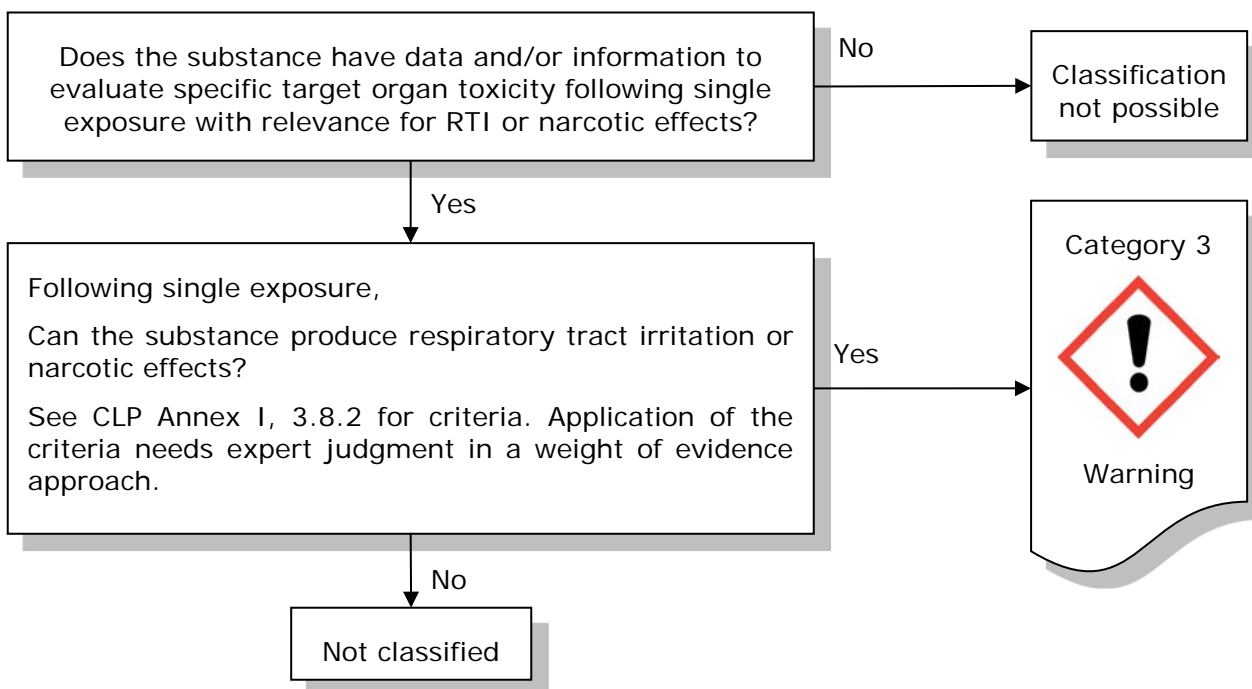 Does the substance have data and/or information to
evaluate specific target organ toxicity following single
exposure with relevance for RTI or narcotic effects?
No
Classification
not possible
Yes
Following single exposure,
Can the substance produce respiratory tract irritation or
narcotic effects?
See CLP Annex I, 3.8.2 for criteria. Application of the
criteria needs expert judgment in a weight of evidence
approach.
Yes
Category 3
Warning
No
Not classified